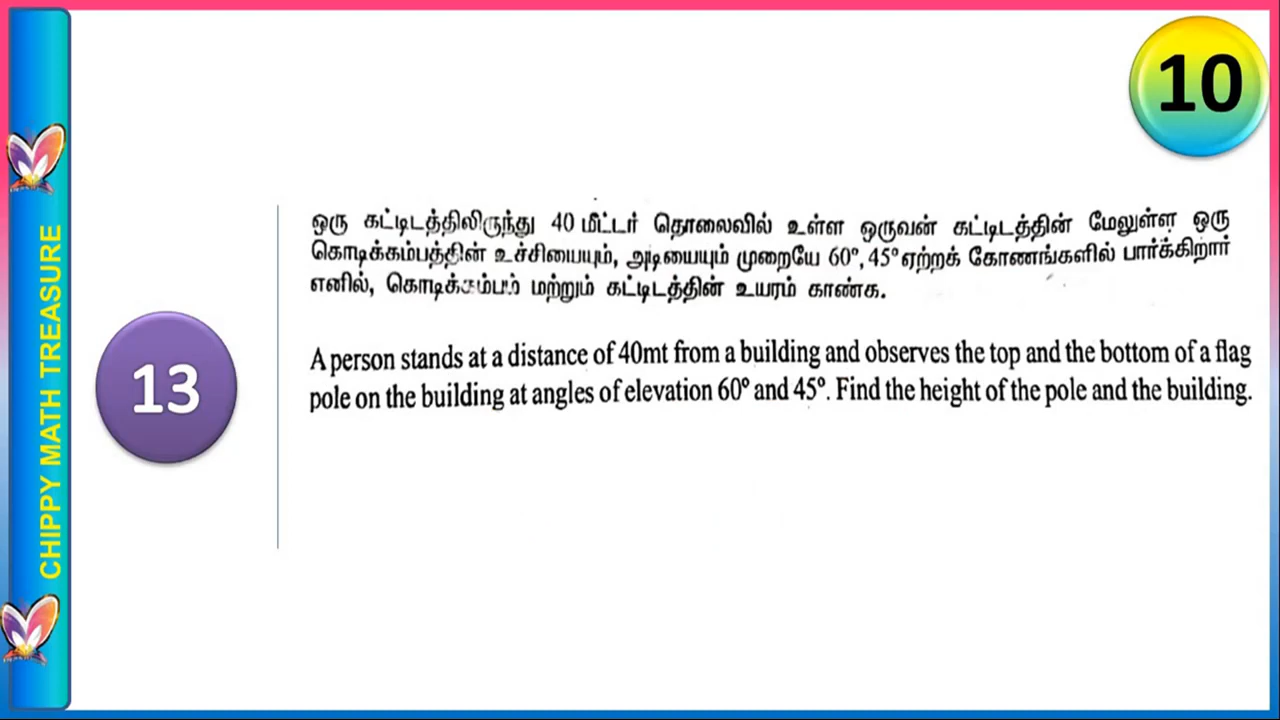 10
CHIPPY MATH TREASURE
13
ஒரு கட்டிடத்திலிருந்து 40 மீட்டர் தொலைவில் உள்ள ஒருவன் கட்டிடத்தின் மேலுள்ள ஒரு
கொடிக்கம்பத்தின் உச்சியையும், அடியையும் முறையே 60°, 45° ஏற்றக் கோணங்களில் பார்க்கிறார்
எனில், கொடிக்கம்பம் மற்றும் கட்டிடத்தின் உயரம் காண்க.
A person stands at a distance of 40mt from a building and observes the top and the bottom of a flag
pole on the building at angles of elevation 60° and 45°. Find the height of the pole and the building.